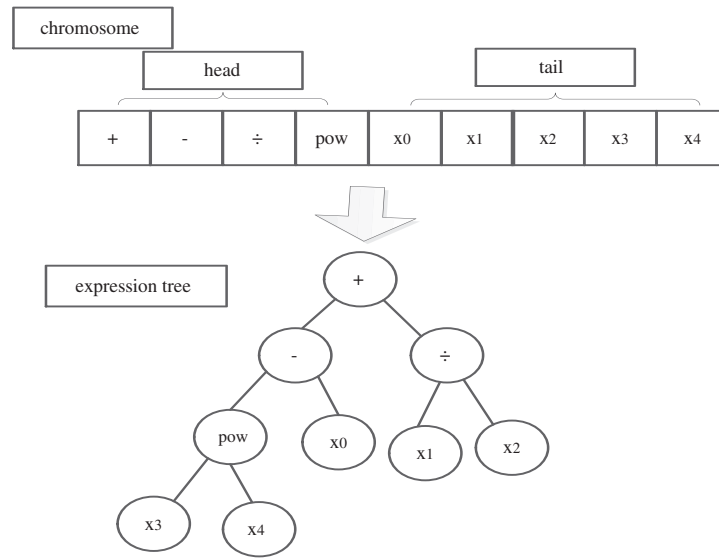 chromosome
head
tail
+ - ÷ pow x0 x1 x2 x3 x4
expression tree
+
- ÷
pow x0 x1 x2
x3 x4